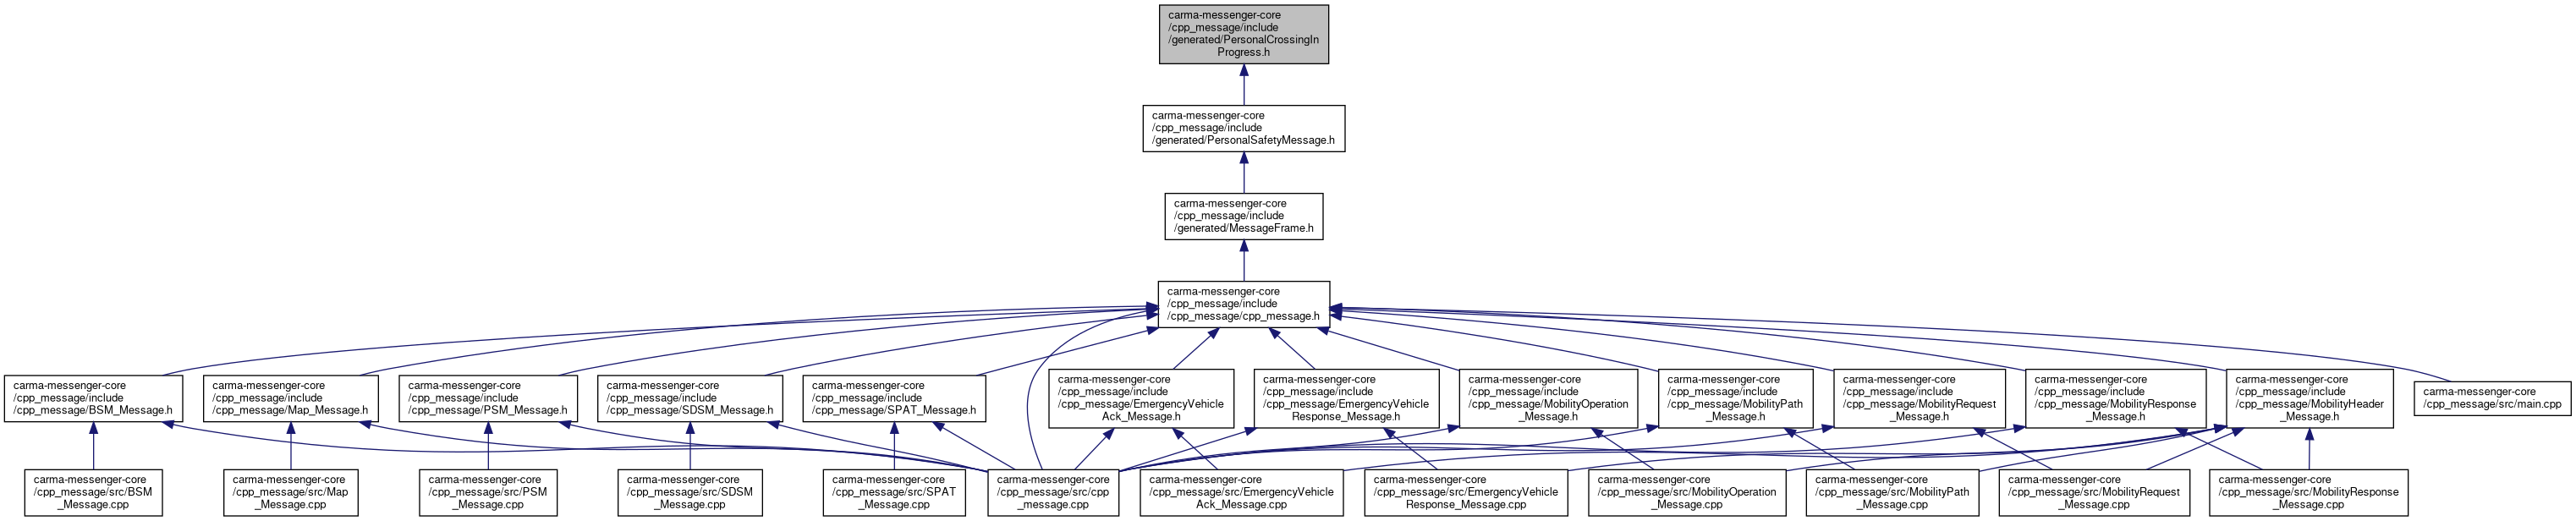 carma-messenger-core
/cpp_message/include
/generated/PersonalCrossingIn
Progress.h
carma-messenger-core
/cpp_message/include
/generated/PersonalSafetyMessage.h
carma-messenger-core
/cpp_message/include
/generated/MessageFrame.h
carma-messenger-core
/cpp_message/include
/cpp_message/cpp_message.h
carma-messenger-core
/cpp_message/include
/cpp_message/BSM_Message.h
carma-messenger-core
/cpp_message/include
/cpp_message/Map_Message.h
carma-messenger-core
/cpp_message/include
/cpp_message/PSM_Message.h
carma-messenger-core
/cpp_message/include
/cpp_message/SDSM_Message.h
carma-messenger-core
/cpp_message/include
/cpp_message/SPAT_Message.h
carma-messenger-core
/cpp_message/include
/cpp_message/EmergencyVehicle
Ack_Message.h
carma-messenger-core
/cpp_message/include
/cpp_message/EmergencyVehicle
Response_Message.h
carma-messenger-core
/cpp_message/include
/cpp_message/MobilityOperation
_Message.h
carma-messenger-core
/cpp_message/include
/cpp_message/MobilityPath
_Message.h
carma-messenger-core
/cpp_message/include
/cpp_message/MobilityRequest
_Message.h
carma-messenger-core
/cpp_message/include
/cpp_message/MobilityResponse
_Message.h
carma-messenger-core
/cpp_message/include
/cpp_message/MobilityHeader
_Message.h
carma-messenger-core
/cpp_message/src/main.cpp
carma-messenger-core
/cpp_message/src/BSM
_Message.cpp
carma-messenger-core
/cpp_message/src/Map
_Message.cpp
carma-messenger-core
/cpp_message/src/PSM
_Message.cpp
carma-messenger-core
/cpp_message/src/SDSM
_Message.cpp
carma-messenger-core
/cpp_message/src/SPAT
_Message.cpp
carma-messenger-core
/cpp_message/src/cpp
_message.cpp
carma-messenger-core
/cpp_message/src/EmergencyVehicle
Ack_Message.cpp
carma-messenger-core
/cpp_message/src/EmergencyVehicle
Response_Message.cpp
carma-messenger-core
/cpp_message/src/MobilityOperation
_Message.cpp
carma-messenger-core
/cpp_message/src/MobilityPath
_Message.cpp
carma-messenger-core
/cpp_message/src/MobilityRequest
_Message.cpp
carma-messenger-core
/cpp_message/src/MobilityResponse
_Message.cpp